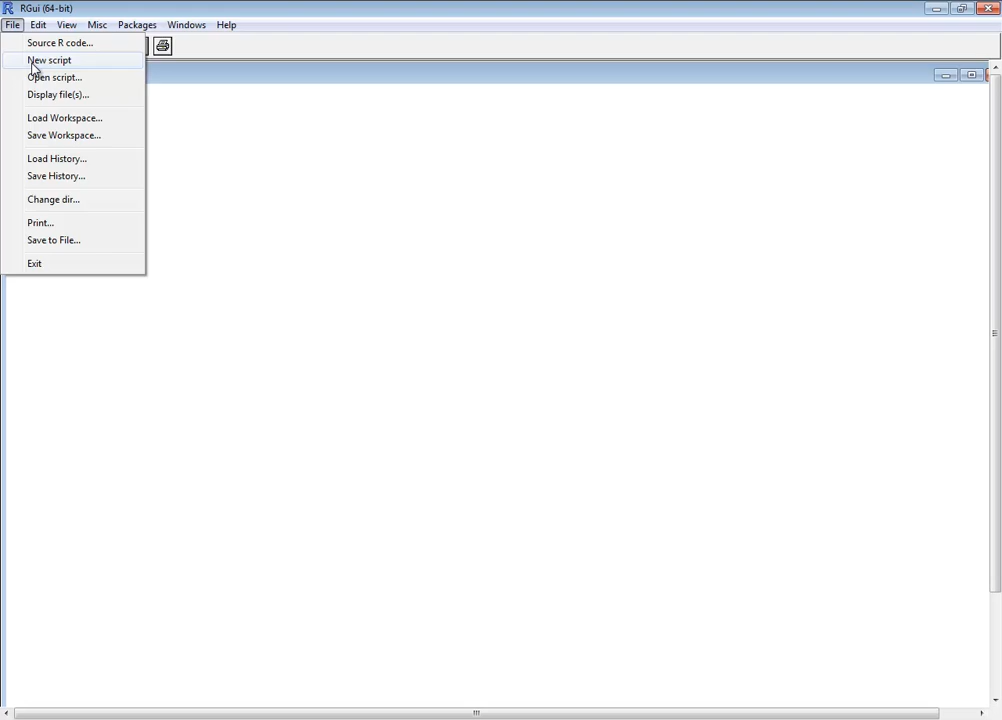 RGui (64-bit)
File Edit View Misc Packages Windows Help
Source R code...
New script
Open script...
Display file(s)...
Load Workspace...
Save Workspace...
Load History...
Save History...
Change dir...
Print...
Save to File...
Exit